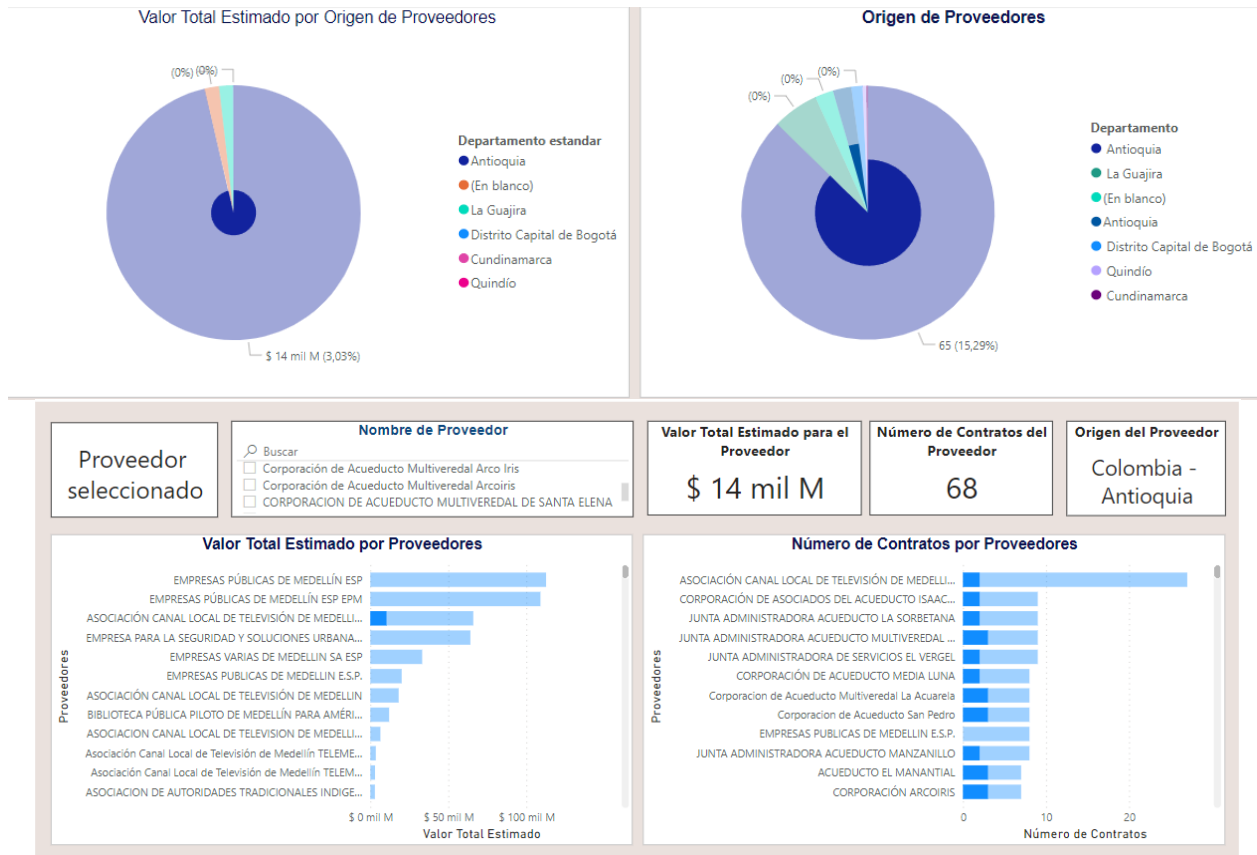 Valor Total Estimado por Origen de Proveedores
(0%)
(0%)
Departamento estandar
Antioquia
(En blanco)
La Guajira
Distrito Capital de Bogotá
Cundinamarca
Quindío
$ 14 mil M (3,03%)
Origen de Proveedores
(0%)
(0%)
(0%)
Departamento
Antioquia
La Guajira
(En blanco)
Antioquia
Distrito Capital de Bogotá
Quindío
Cundinamarca
65 (15,29%)
Proveedor
seleccionado
Nombre de Proveedor
Buscar
Corporación de Acueducto Multiveredal Arco Iris
Corporación de Acueducto Multiveredal Arcoiris
CORPORACION DE ACUEDUCTO MULTIVEREDAL DE SANTA ELENA
Valor Total Estimado para el
Proveedor
$ 14 mil M
Número de Contratos del
Proveedor
68
Origen del Proveedor
Colombia -
Antioquia
Valor Total Estimado por Proveedores
Proveedores
EMPRESAS PÚBLICAS DE MEDELLÍN ESP
EMPRESAS PÚBLICAS DE MEDELLÍN ESP EPM
ASOCIACIÓN CANAL LOCAL DE TELEVISIÓN DE MEDELLI...
EMPRESA PARA LA SEGURIDAD Y SOLUCIONES URBANA...
EMPRESAS VARIAS DE MEDELLIN SA ESP
EMPRESAS PUBLICAS DE MEDELLIN E.S.P.
ASOCIACIÓN CANAL LOCAL DE TELEVISIÓN DE MEDELLIN
BIBLIOTECA PÚBLICA PILOTO DE MEDELLÍN PARA AMÉRI...
ASOCIACION CANAL LOCAL DE TELEVISION DE MEDELLI...
Asociación Canal Local de Televisión de Medellín TELEME...
Asociación Canal Local de Televisión de Medellín TELEM...
ASOCIACION DE AUTORIDADES TRADICIONALES INDIGE...
$ 0 mil M
$ 50 mil M
$ 100 mil M
Valor Total Estimado
Número de Contratos por Proveedores
Proveedores
ASOCIACIÓN CANAL LOCAL DE TELEVISIÓN DE MEDELLI...
CORPORACIÓN DE ASOCIADOS DEL ACUEDUCTO ISAAC...
JUNTA ADMINISTRADORA ACUEDUCTO LA SORBETANA
JUNTA ADMINISTRADORA ACUEDUCTO MULTIVEREDAL ...
JUNTA ADMINISTRADORA DE SERVICIOS EL VERGEL
CORPORACIÓN DE ACUEDUCTO MEDIA LUNA
Corporacion de Acueducto Multiveredal La Acuarela
Corporacion de Acueducto San Pedro
EMPRESAS PUBLICAS DE MEDELLIN E.S.P.
JUNTA ADMINISTRADORA ACUEDUCTO MANZANILLO
ACUEDUCTO EL MANANTIAL
CORPORACIÓN ARCOIRIS
0
10
20
Número de Contratos